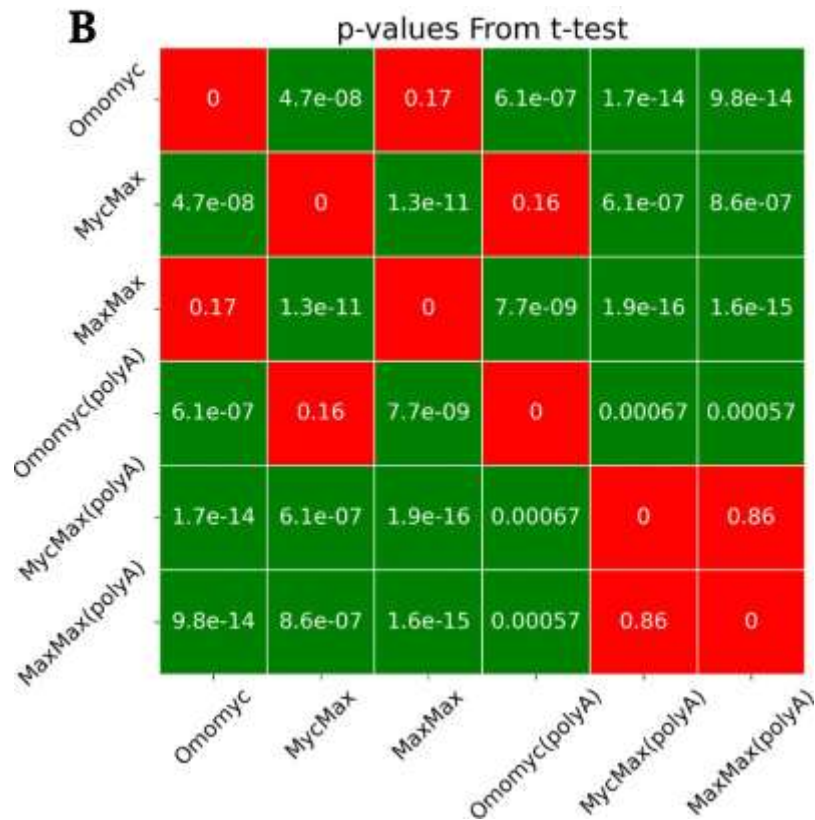 B
p-values From t-test
Omomyc 0 4.7e-08 0.17 6.1e-07 1.7e-14 9.8e-14
MycMax 4.7e-08 0 1.3e-11 0.16 6.1e-07 8.6e-07
MaxMax 0.17 1.3e-11 0 7.7e-09 1.9e-16 1.6e-15
Omomyc(polyA) 6.1e-07 0.16 7.7e-09 0 0.00067 0.00057
MycMax(polyA) 1.7e-14 6.1e-07 1.9e-16 0.00067 0 0.86
MaxMax(polyA) 9.8e-14 8.6e-07 1.6e-15 0.00057 0.86 0
Omomyc MycMax MaxMax Omomyc(polyA) MycMax(polyA) MaxMax(polyA)